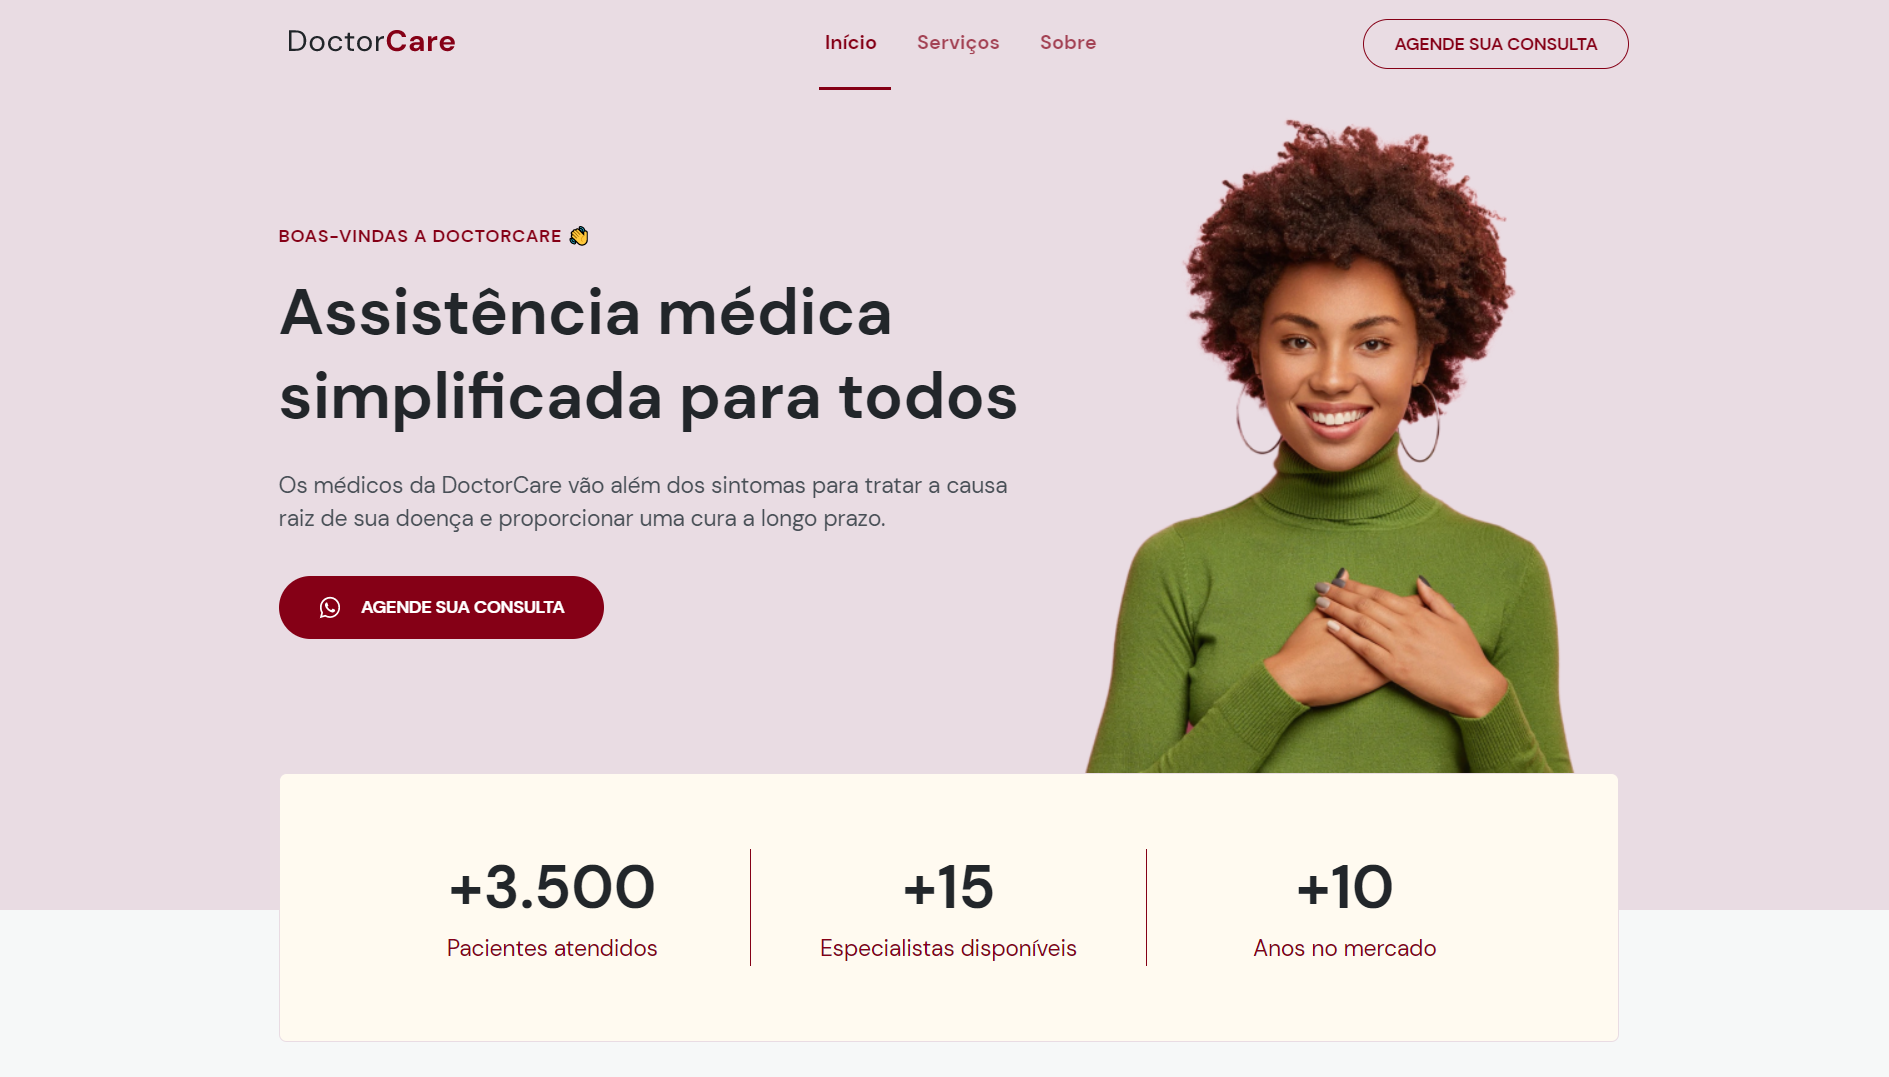 DoctorCare
Início
Serviços
Sobre
AGENDE SUA CONSULTA
BOAS-VINDAS A DOCTORCARE 👋
Assistência médica
simplificada para todos
Os médicos da DoctorCare vão além dos sintomas para tratar a causa
raiz de sua doença e proporcionar uma cura a longo prazo.
AGENDE SUA CONSULTA
+3.500
Pacientes atendidos
+15
Especialistas disponíveis
+10
Anos no mercado